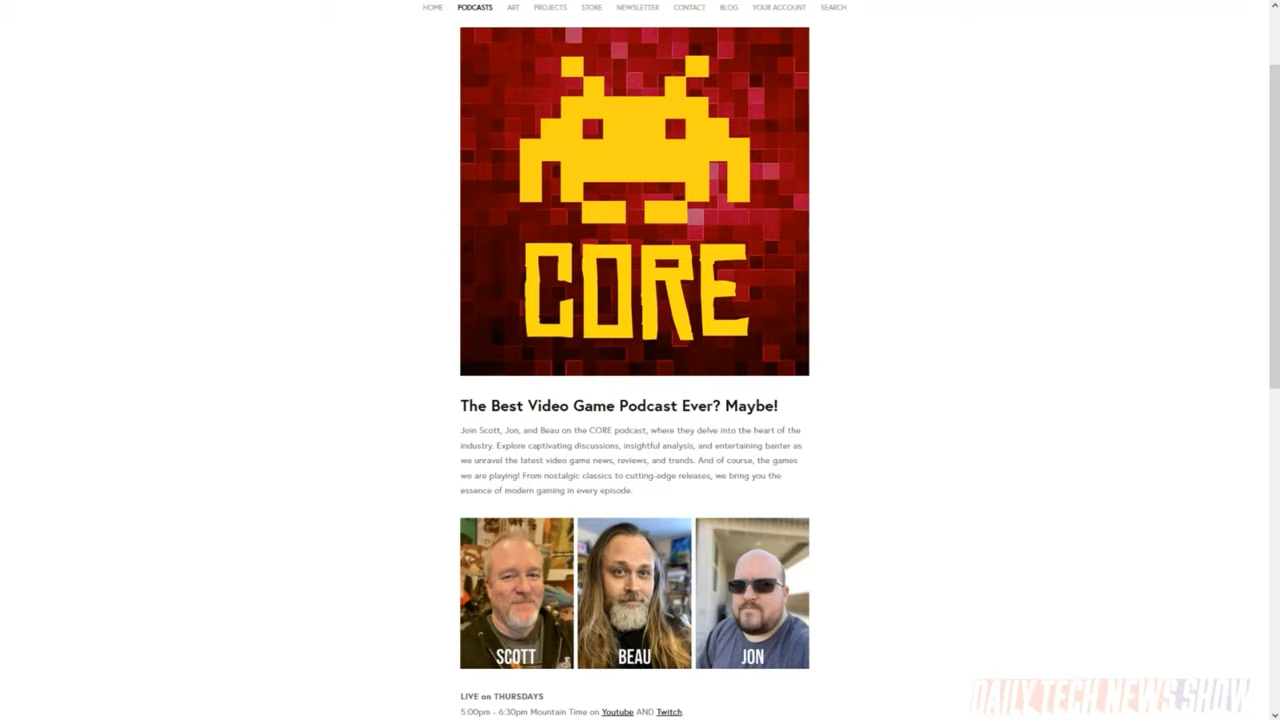 HOME PODCASTS ART PROJECTS STORE NEWSLETTER CONTACT BLOG YOUR ACCOUNT SEARCH
CORE
The Best Video Game Podcast Ever? Maybe!
Join Scott, Jon, and Beau on the CORE podcast, where they delve into the heart of the
industry. Explore captivating discussions, insightful analysis, and entertaining banter as
we unravel the latest video game news, reviews, and trends. And of course, the games
we are playing! From nostalgic classics to cutting-edge releases, we bring you the
essence of modern gaming in every episode.
SCOTT BEAU JON
LIVE on THURSDAYS
5:00pm - 6:30pm Mountain Time on Youtube AND Twitch.
DAILY TECH NEWS SHOW